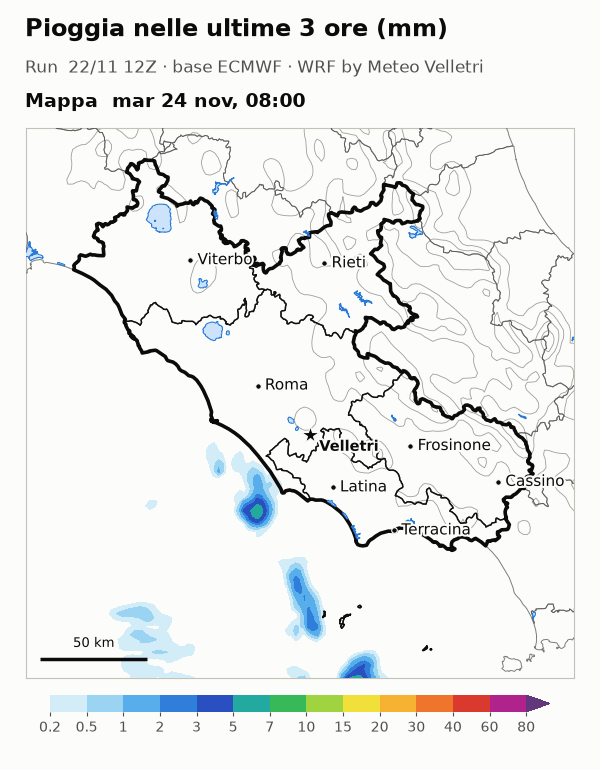 Pioggia nelle ultime 3 ore (mm)
Run 22/11 12Z · base ECMWF · WRF by Meteo Velletri
Mappa mar 24 nov, 08:00
Viterbo
Rieti
Roma
Velletri
Frosinone
Latina
Cassino
Terracina
50 km
0.2 0.5 1 2 3 5 7 10 15 20 30 40 60 80